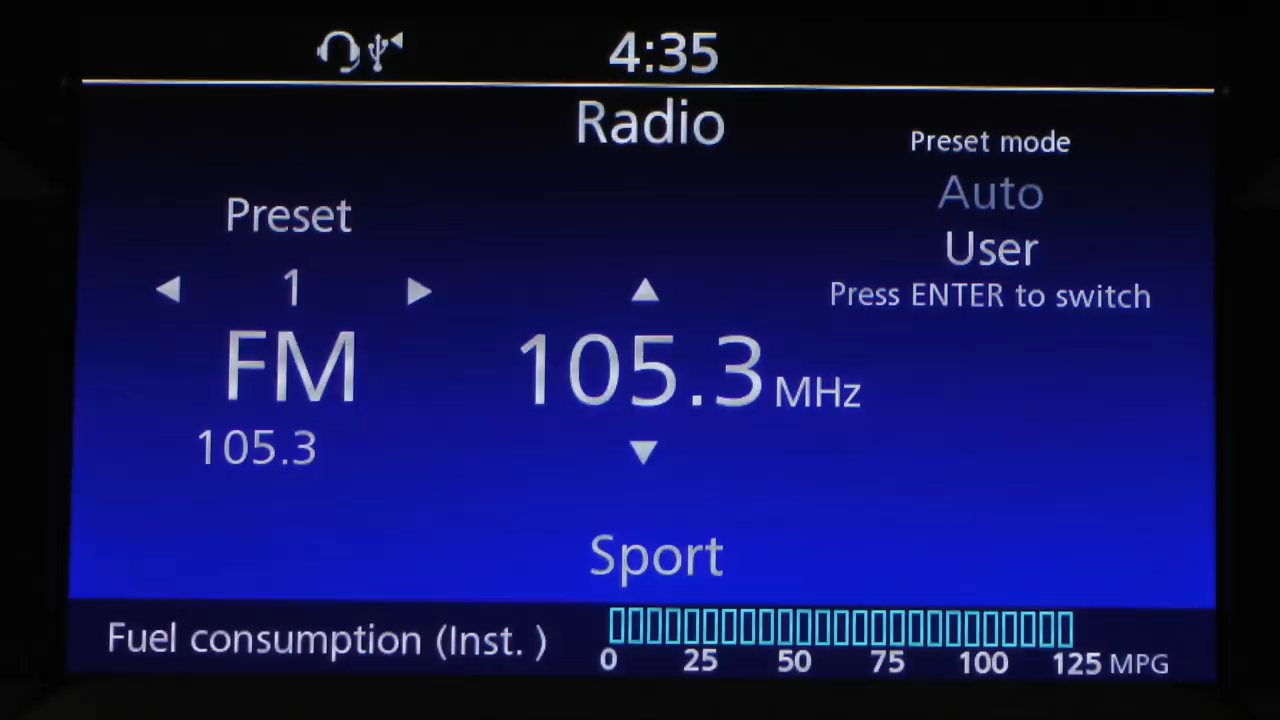 4:35
Radio
Preset mode
Auto
User
Press ENTER to switch
Preset
1
FM
105.3
105.3 MHz
Sport
Fuel consumption (Inst. )
0 25 50 75 100 125 MPG